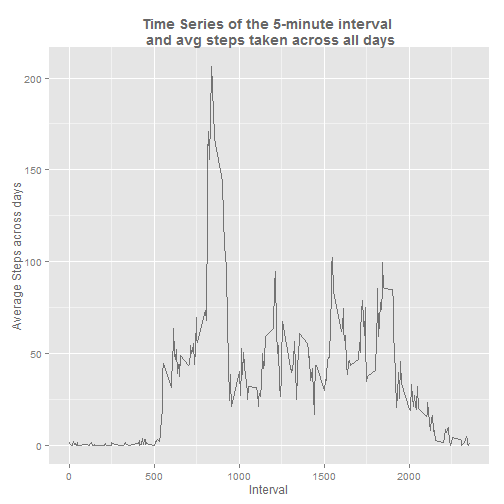 Time Series of the 5-minute interval
and avg steps taken across all days
Average Steps across days
200
150
100
50
0
0
500
1000
1500
2000
Interval